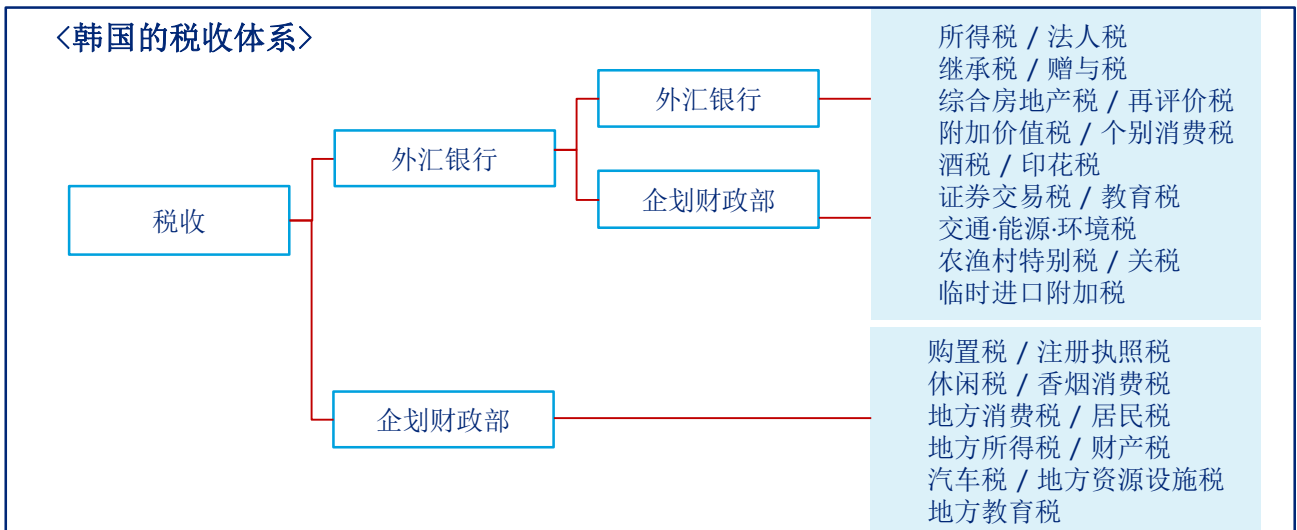 <韩国的税收体系>
税收
外汇银行
外汇银行
企划财政部
企划财政部
所得税 / 法人税
继承税 / 赠与税
综合房地产税 / 再评价税
附加价值税 / 个别消费税
酒税 / 印花税
证券交易税 / 教育税
交通·能源·环境税
农渔村特别税 / 关税
临时进口附加税
购置税 / 注册执照税
休闲税 / 香烟消费税
地方消费税 / 居民税
地方所得税 / 财产税
汽车税 / 地方资源设施税
地方教育税